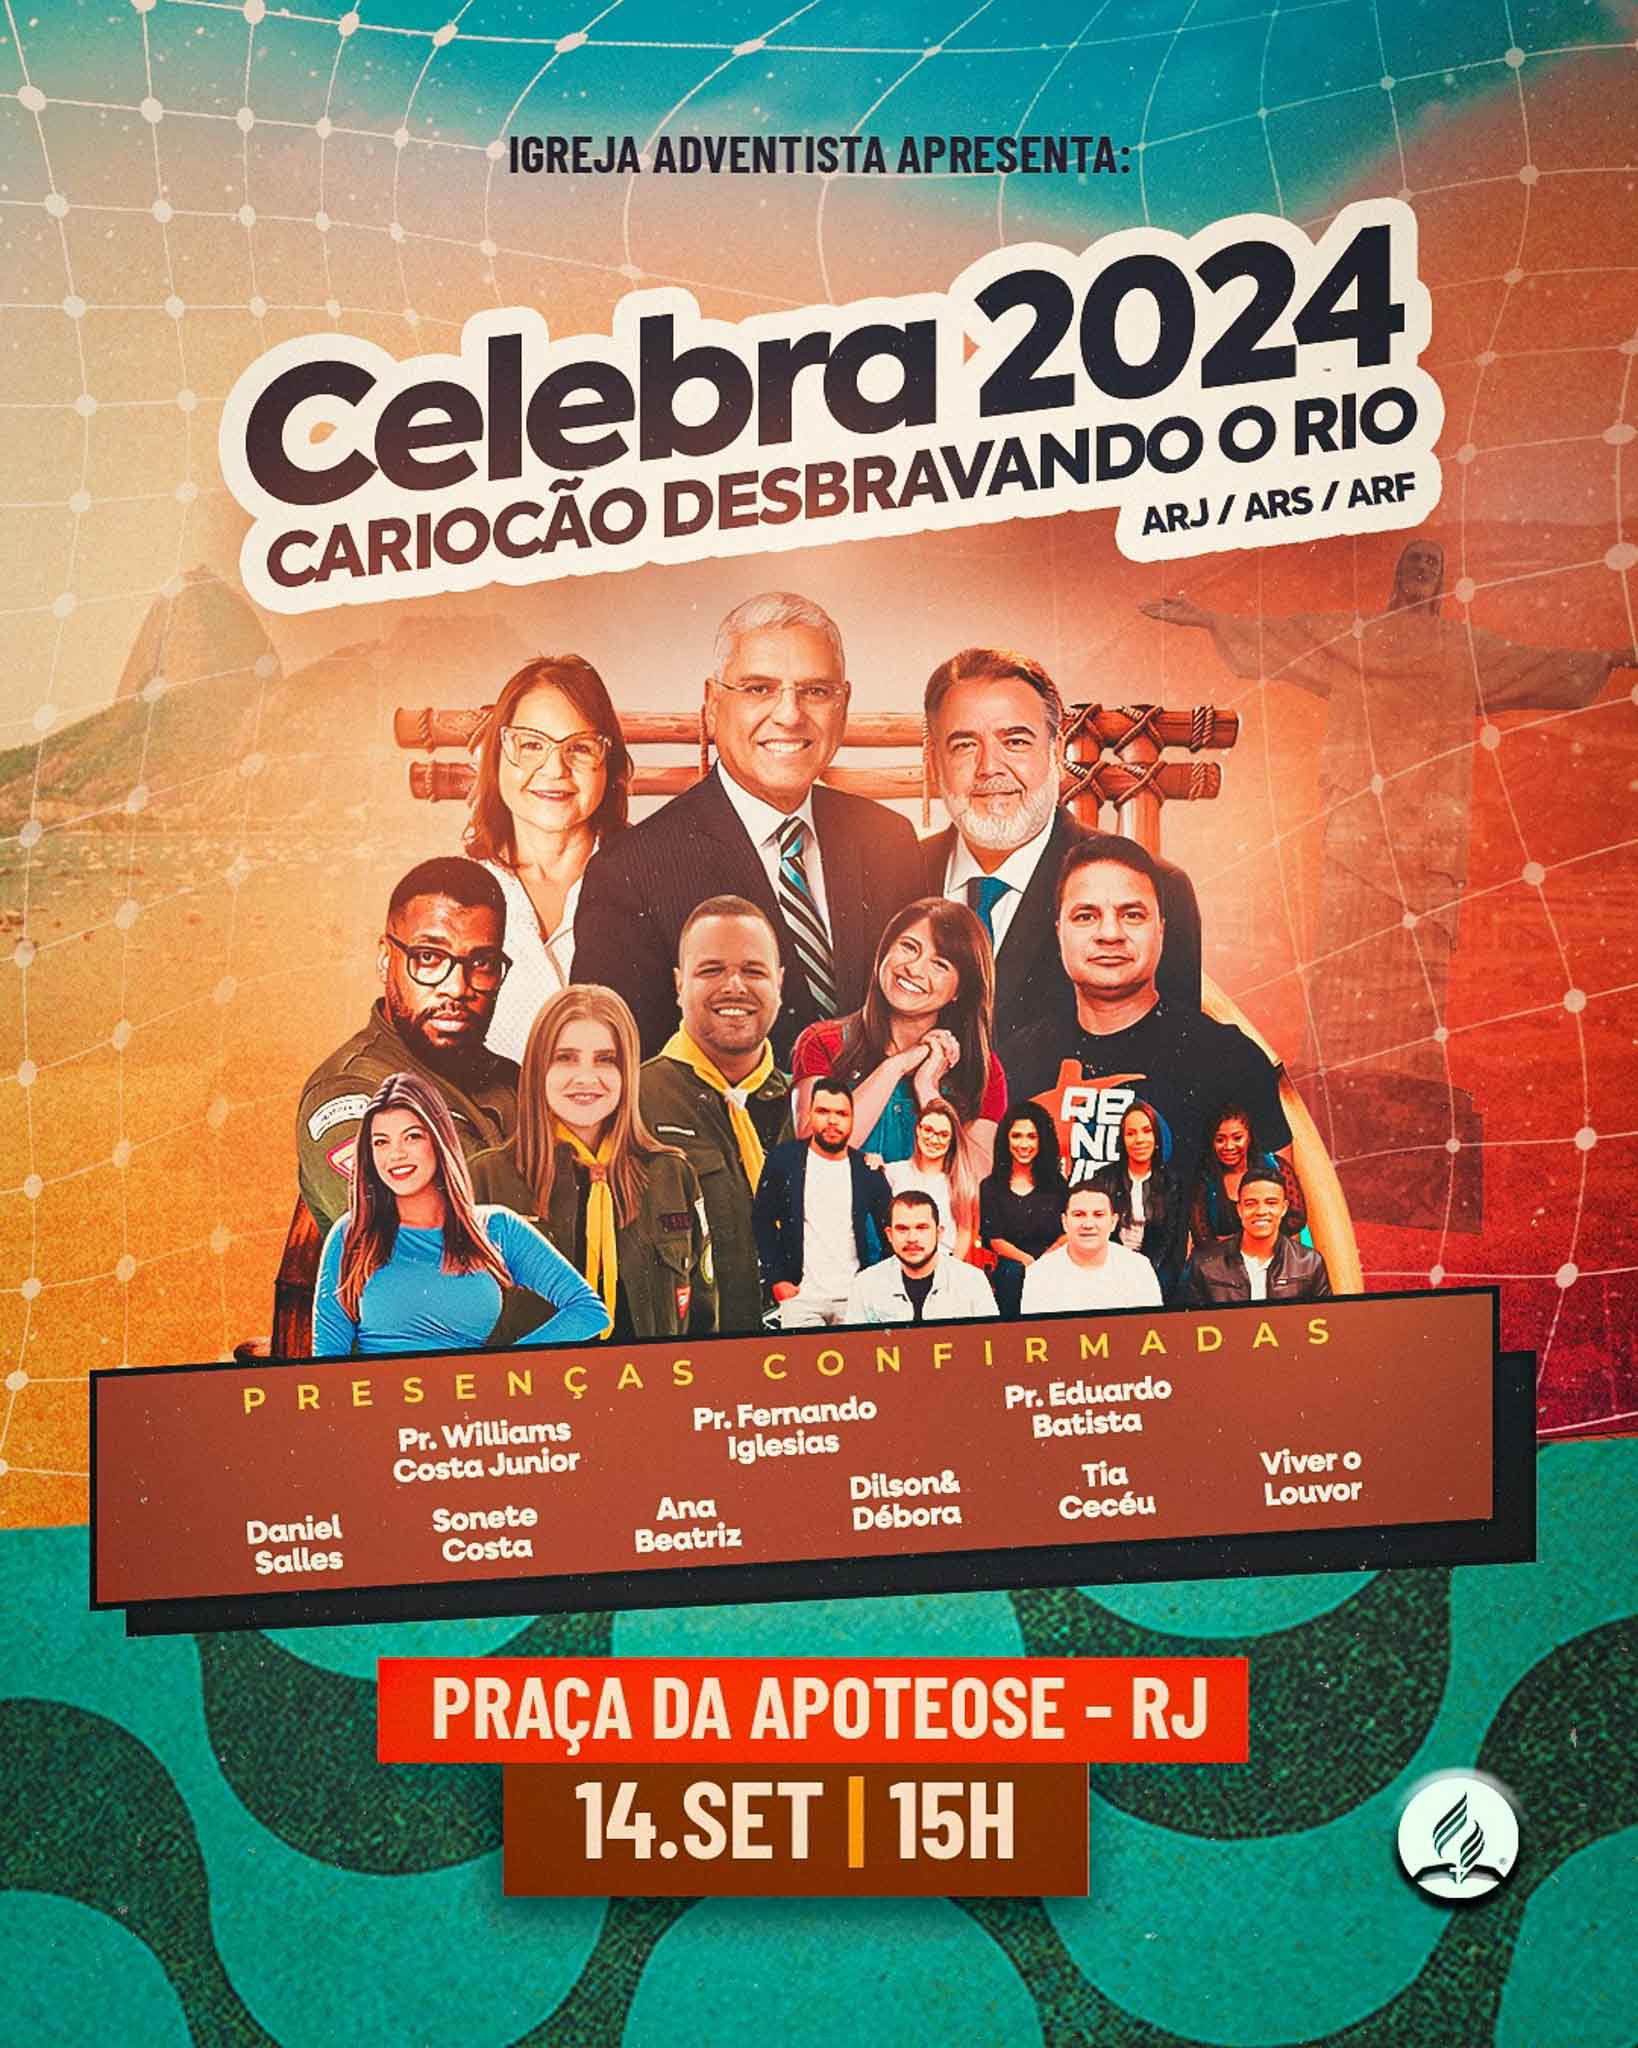 IGREJA ADVENTISTA APRESENTA:
Celebra 2024
CARIOCÃO DESBRAVANDO O RIO
ARJ / ARS / ARF
PRESENÇAS CONFIRMADAS
Pr. Williams
Costa Junior
Pr. Fernando
Iglesias
Pr. Eduardo
Batista
Daniel
Salles
Sonete
Costa
Ana
Beatriz
Dilson&
Débora
Tia
Cecéu
Viver o
Louvor
PRAÇA DA APOTEOSE - RJ
14.SET | 15H